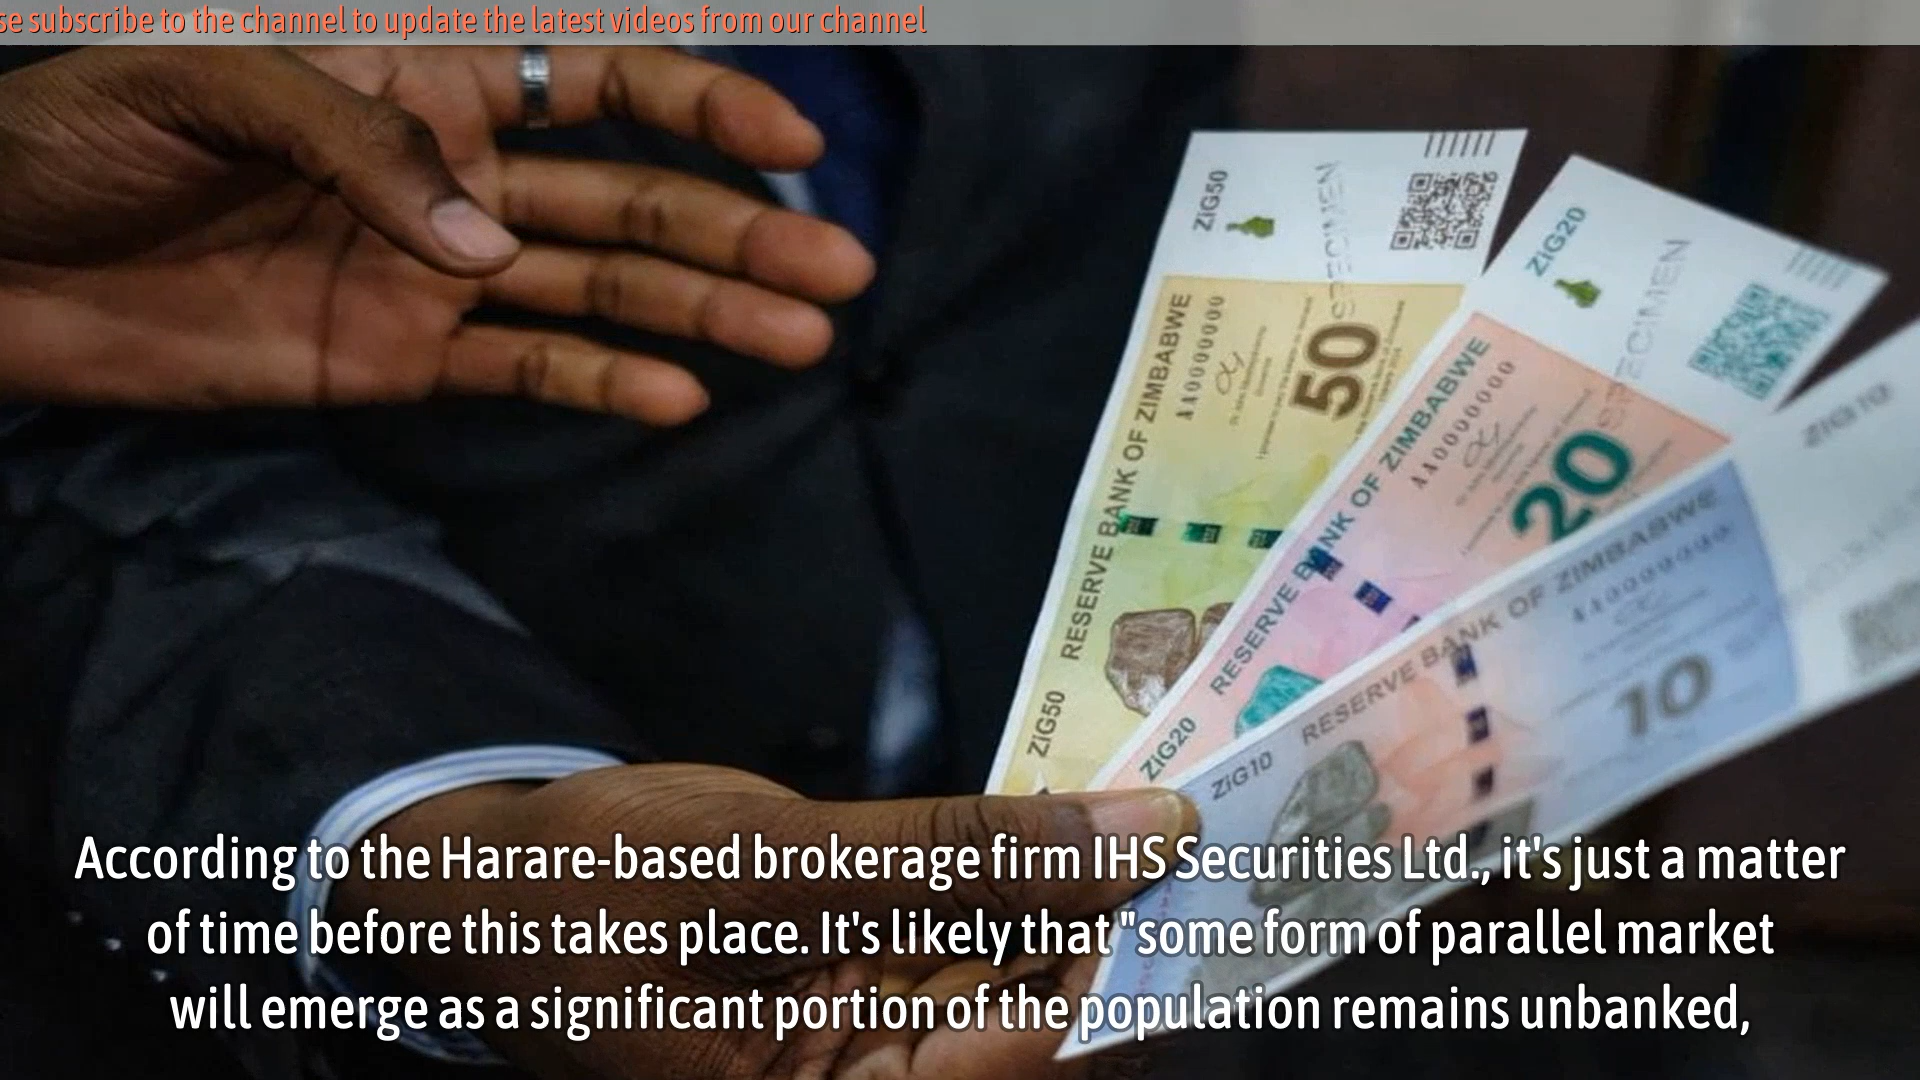 se subscribe to the channel to update the latest videos from our channel
ZiG50
SPECIMEN
RESERVE BANK OF ZIMBABWE
AA0000000
50
ZiG50
ZiG20
SPECIMEN
RESERVE BANK OF ZIMBABWE
AA0000000
20
ZiG20
ZiG10
RESERVE BANK OF ZIMBABWE
AA0000000
10
ZiG10
According to the Harare-based brokerage firm IHS Securities Ltd., it's just a matter
of time before this takes place. It's likely that "some form of parallel market
will emerge as a significant portion of the population remains unbanked,